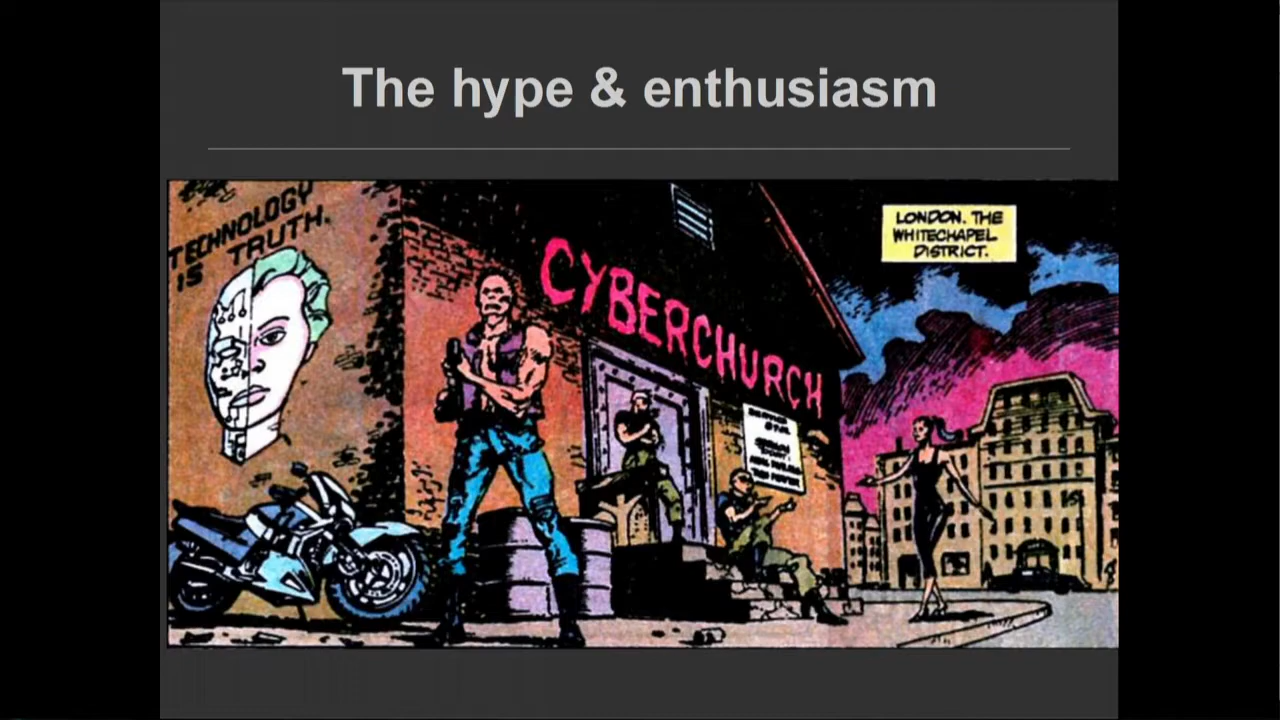 The hype & enthusiasm
TECHNOLOGY
IS TRUTH.
CYBERCHURCH
LONDON. THE
WHITECHAPEL
DISTRICT.